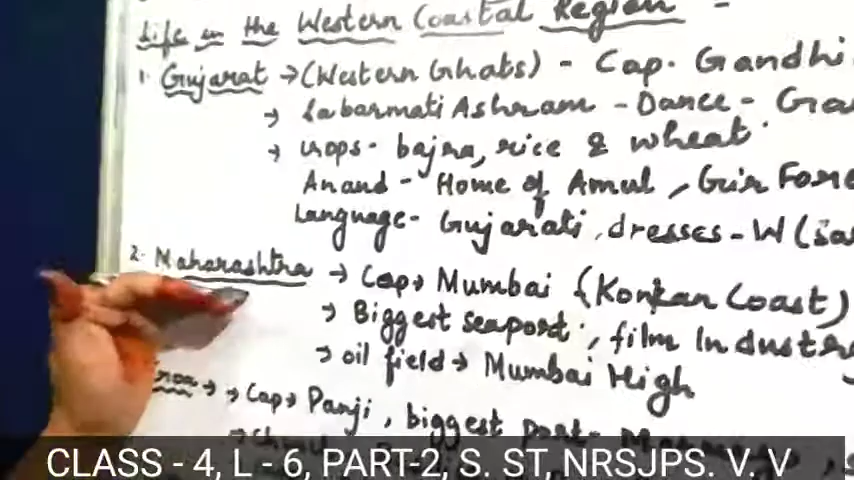 Life in the Western Coastal Region -
1. Gujarat → (Western Ghats) - Cap. Gandhi
→ Sabarmati Ashram - Dance - Gra
→ crops - bajra, rice & wheat
Anand - Home of Amul, Gir Fore
Language - Gujarati, dresses - W (Sa
2. Maharashtra → Cap → Mumbai (Konkan Coast)
→ Biggest seaport, film Industry
→ oil field → Mumbai High
→ → Cap → Panji, biggest port -
CLASS - 4, L - 6, PART-2, S. ST, NRSJPS. V. V